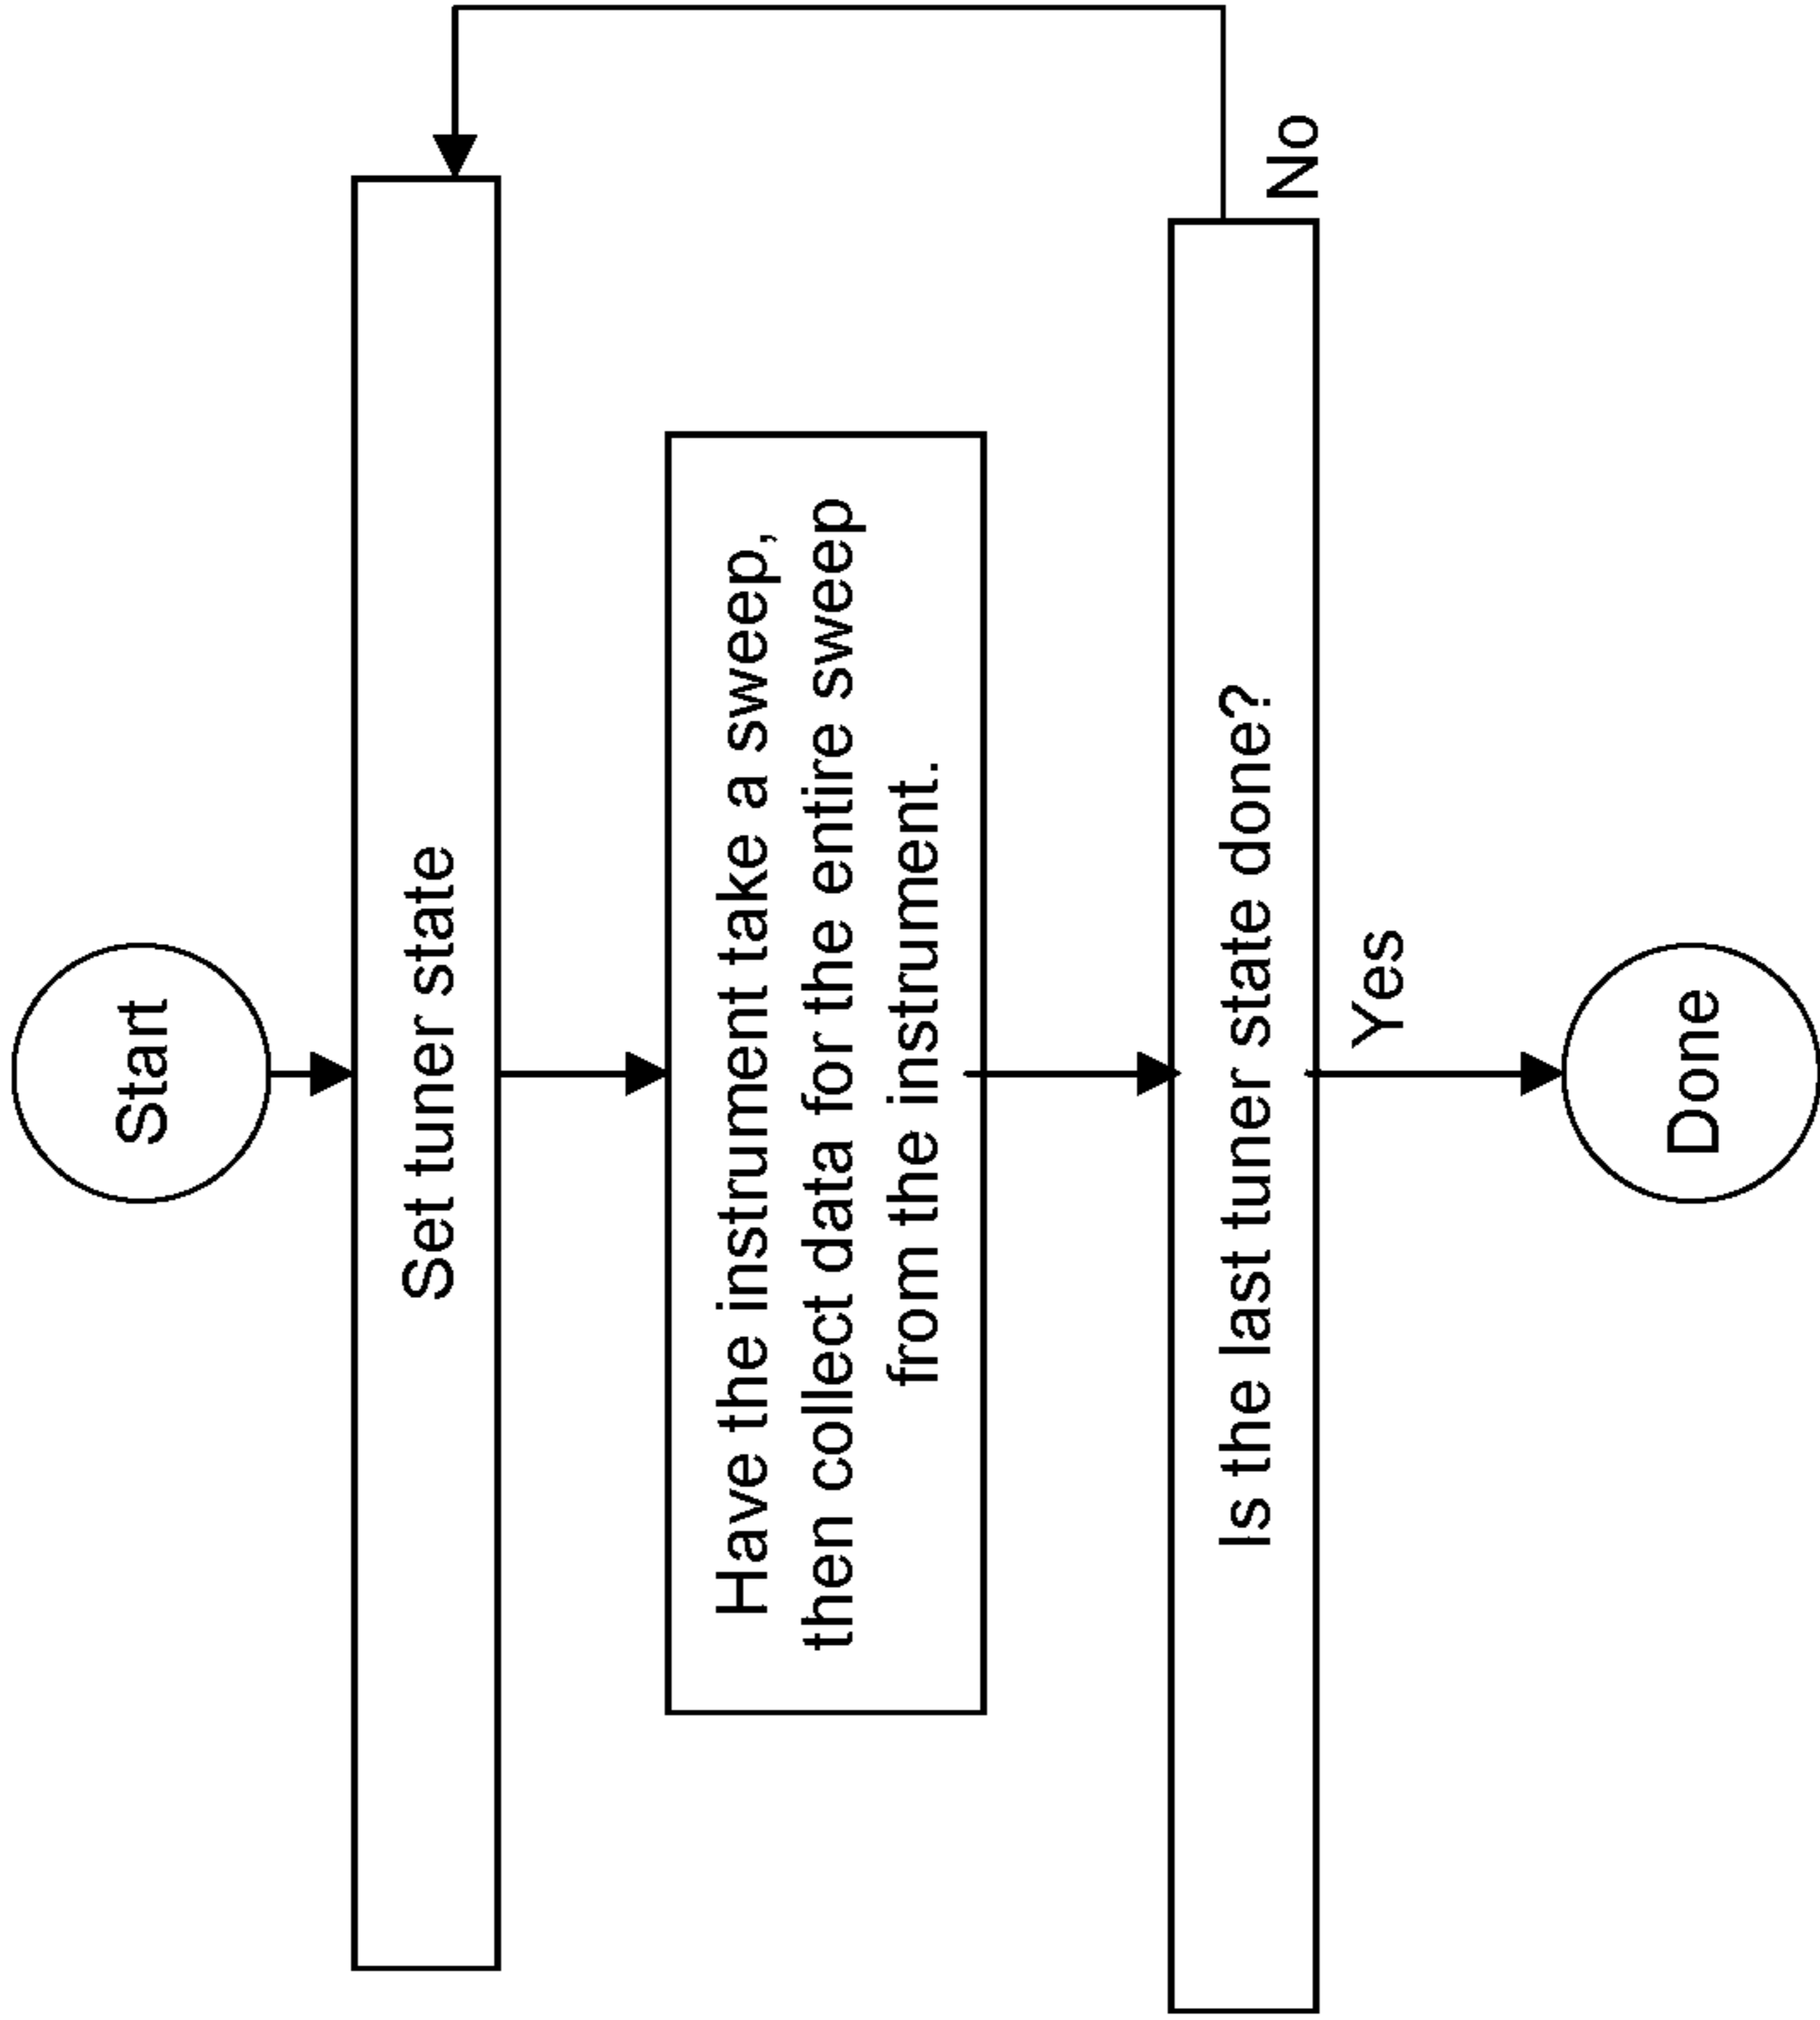 Start
Set tuner state
Have the instrument take a sweep,
then collect data for the entire sweep
from the instrument.
Is the last tuner state done?
No
Yes
Done